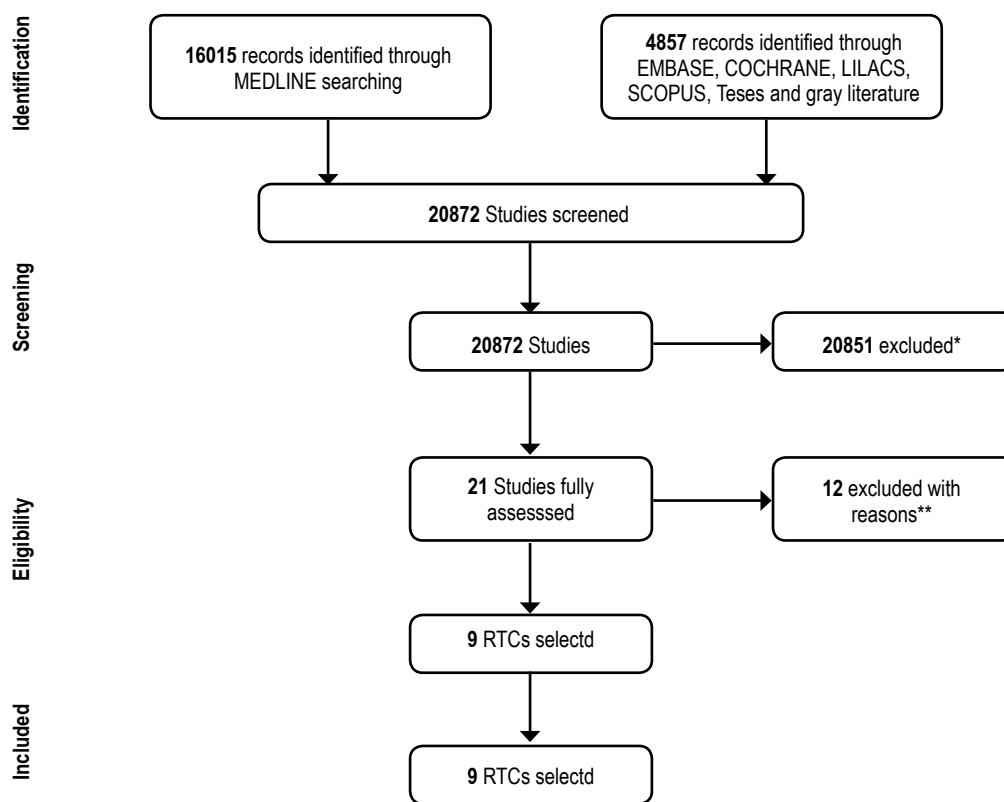 Identification
16015 records identified through
MEDLINE searching
4857 records identified through
EMBASE, COCHRANE, LILACS,
SCOPUS, Teses and gray literature
20872 Studies screened
Screening
20872 Studies
20851 excluded*
Eligibility
21 Studies fully
assesssed
12 excluded with
reasons**
9 RTCs selectd
Included
9 RTCs selectd